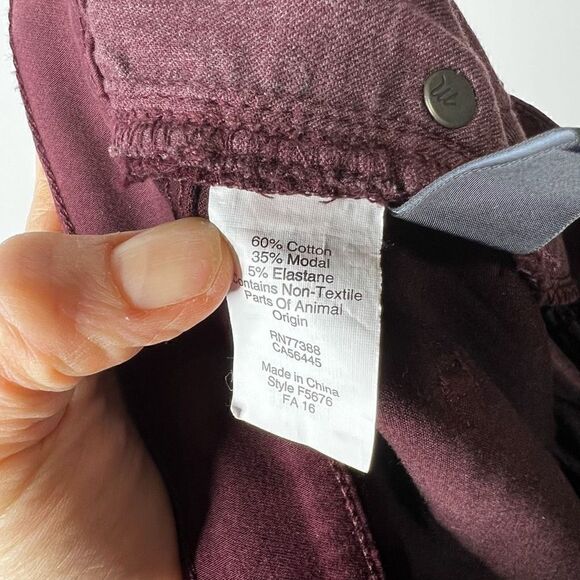 60% Cotton
35% Modal
5% Elastane
ontains Non-Textile
Parts Of Animal
Origin
RN77388
CA56445
Made in China
Style F5676
FA 16